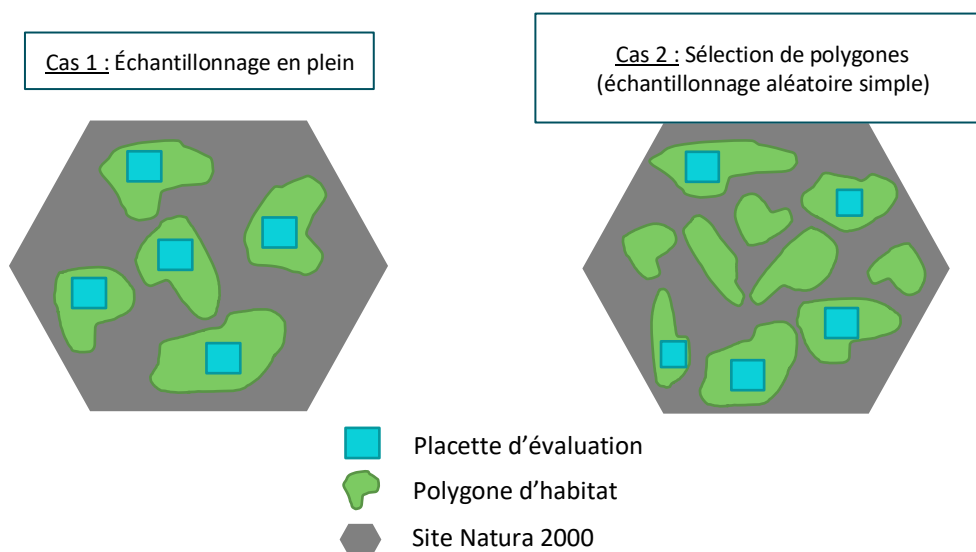 Cas 1 : Échantillonnage en plein
Cas 2 : Sélection de polygones
(échantillonnage aléatoire simple)
Placette d’évaluation
Polygone d’habitat
Site Natura 2000